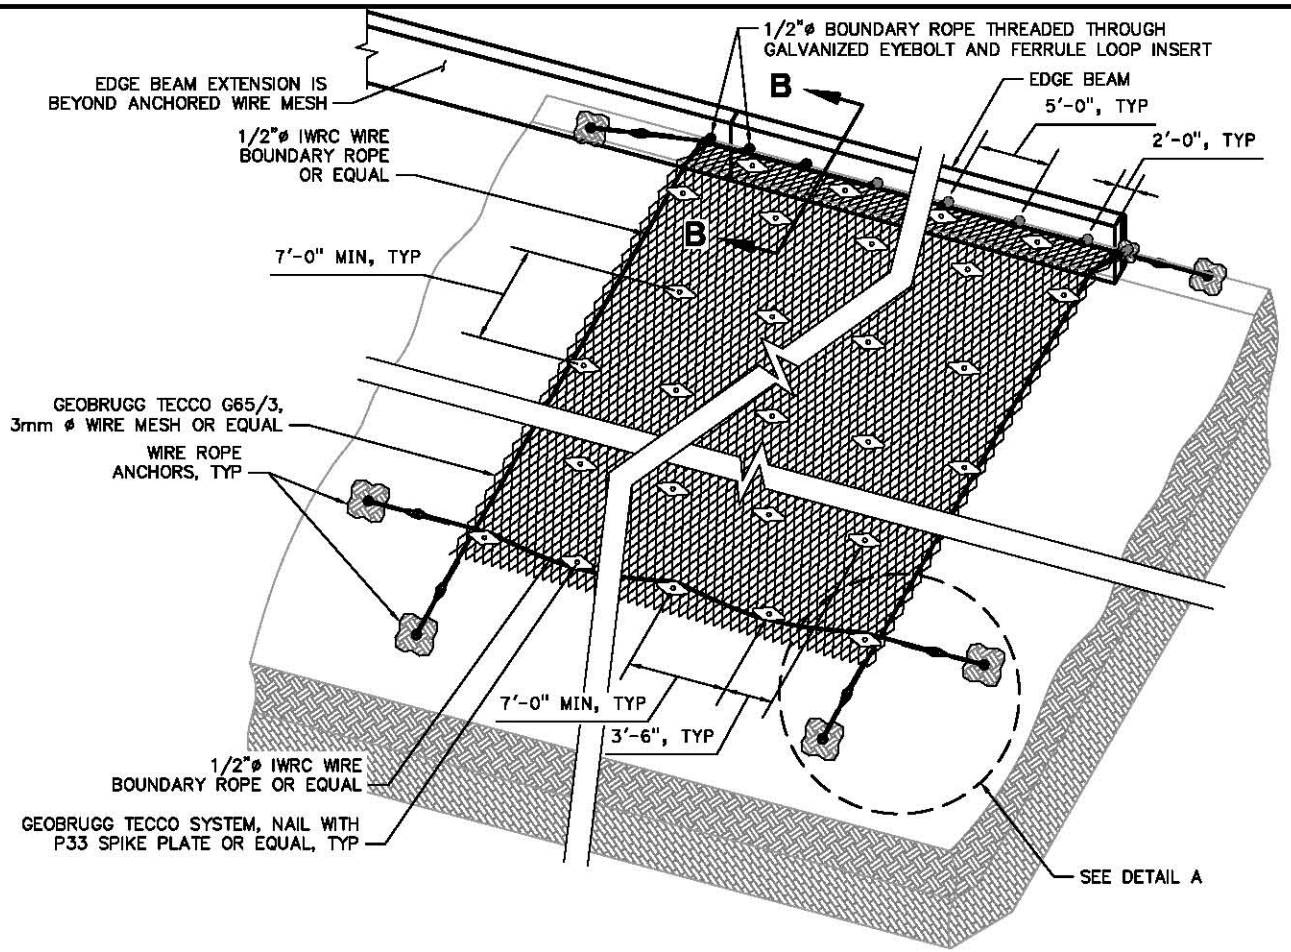 1/2"ø BOUNDARY ROPE THREADED THROUGH
GALVANIZED EYEBOLT AND FERRULE LOOP INSERT
EDGE BEAM EXTENSION IS
BEYOND ANCHORED WIRE MESH
B
EDGE BEAM
5'-0", TYP
2'-0", TYP
1/2"ø IWRC WIRE
BOUNDARY ROPE
OR EQUAL
B
7'-0" MIN, TYP
GEOBRUGG TECCO G65/3,
3mm ø WIRE MESH OR EQUAL
WIRE ROPE
ANCHORS, TYP
7'-0" MIN, TYP
3'-6", TYP
1/2"ø IWRC WIRE
BOUNDARY ROPE OR EQUAL
GEOBRUGG TECCO SYSTEM, NAIL WITH
P33 SPIKE PLATE OR EQUAL, TYP
SEE DETAIL A